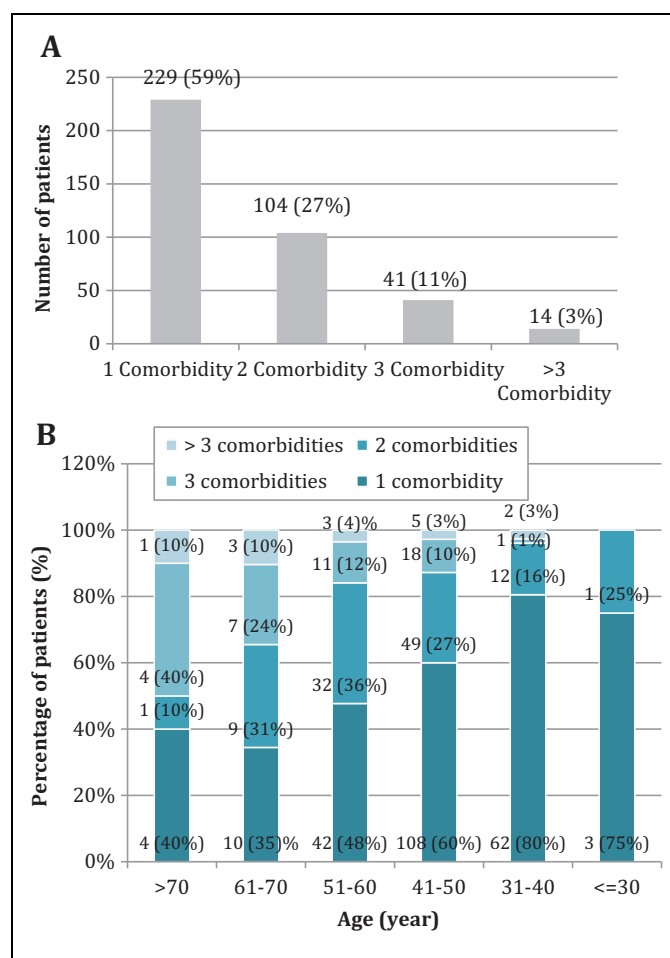 A
250
200
150
100
50
0
Number of patients
229 (59%)
104 (27%)
41 (11%)
14 (3%)
1 Comorbidity 2 Comorbidity 3 Comorbidity >3
Comorbidity
B
> 3 comorbidities 2 comorbidities
3 comorbidities 1 comorbidity
120%
100%
80%
60%
40%
20%
0%
Percentage of patients (%)
3 (4)% 5 (3%) 2 (3%)
1 (10%) 3 (10%) 11 (12%) 18 (10%) 1 (1%)
12 (16%) 1 (25%)
7 (24%) 49 (27%)
4 (40%) 32 (36%)
1 (10%) 9 (31%)
4 (40%) 10 (35)% 42 (48%) 108 (60%) 62 (80%) 3 (75%)
>70 61-70 51-60 41-50 31-40 <=30
Age (year)